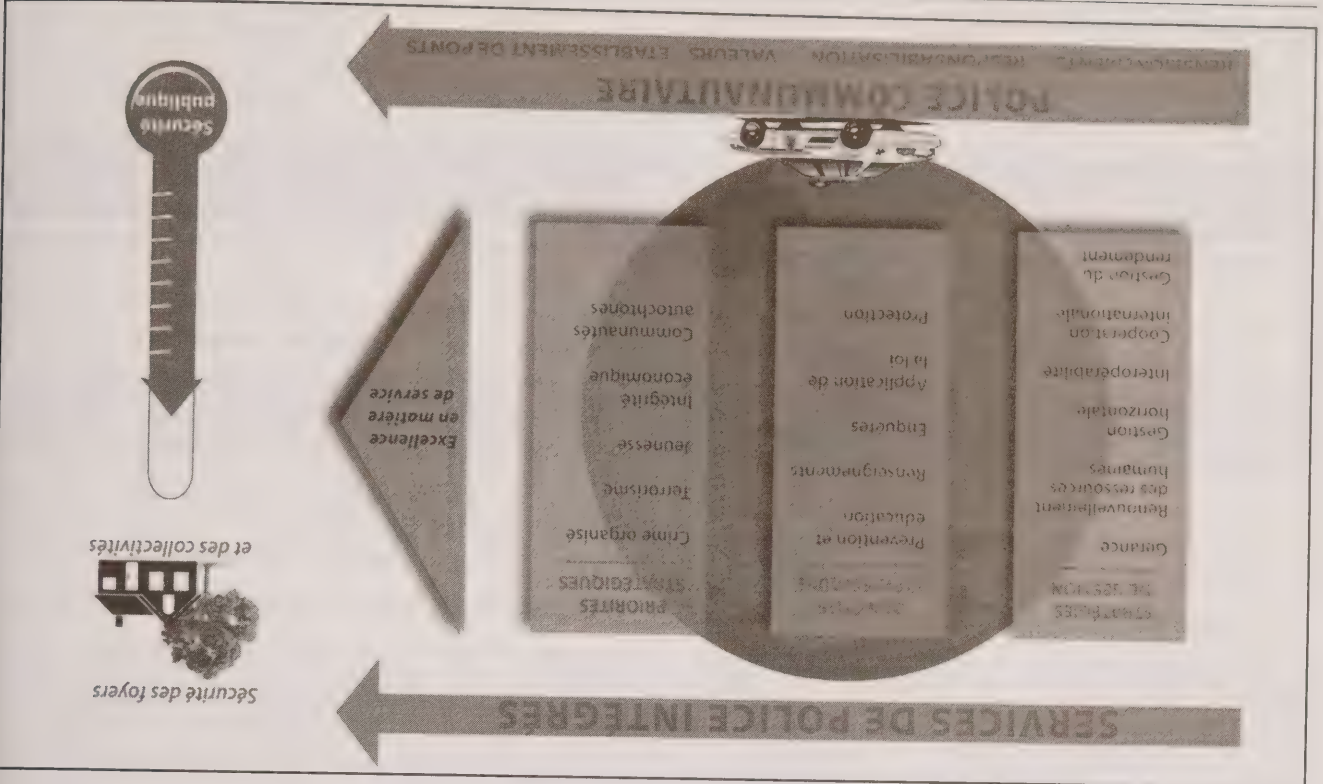 SERVICES DE POLICE INTÉGRÉS
STRATÉGIES
DE GESTION
Gérance
Renouvellement
des ressources
humaines
Gestion
horizontale
Interopérabilité
Coopération
internationale
Gestion du
rendement
Prévention et
éducation
Renseignements
Enquêtes
Application de
la loi
Protection
PRIORITÉS
STRATÉGIQUES
Crime organisé
Terrorisme
Jeunesse
Intégrité
économique
Communautés
autochtones
Excellence
en matière
de service
Sécurité des foyers
et des collectivités
Sécurité
publique
POLICE COMMUNAUTAIRE
RENSEIGNEMENTS RESPONSABILISATION VALEURS ÉTABLISSEMENT DE PONTS